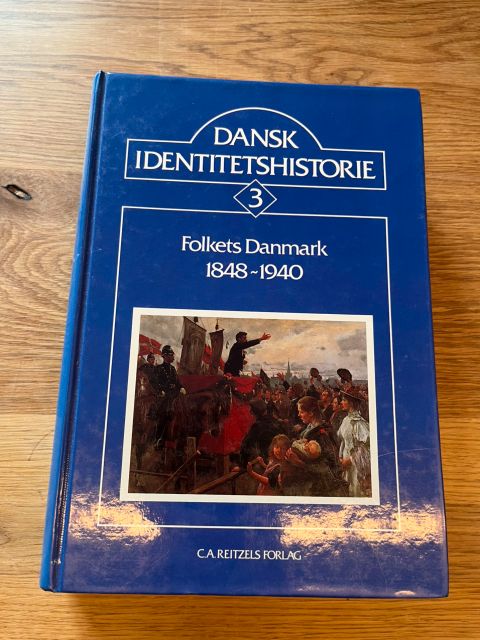 DANSK
IDENTITETSHISTORIE
3
Folkets Danmark
1848~1940
C.A. REITZELS FORLAG